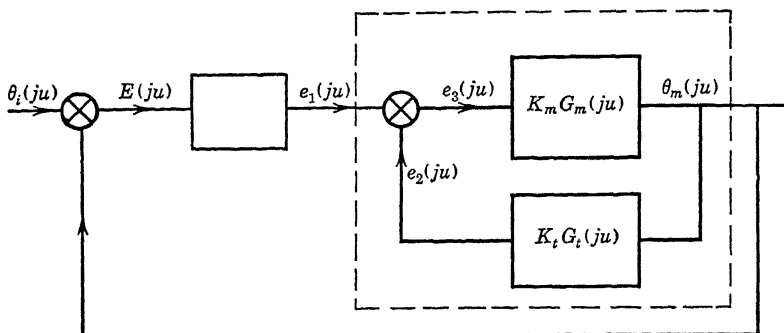 θᵢ(ju)
E(ju)
e₁(ju)
e₃(ju)
KₘGₘ(ju)
θₘ(ju)
e₂(ju)
KₜGₜ(ju)